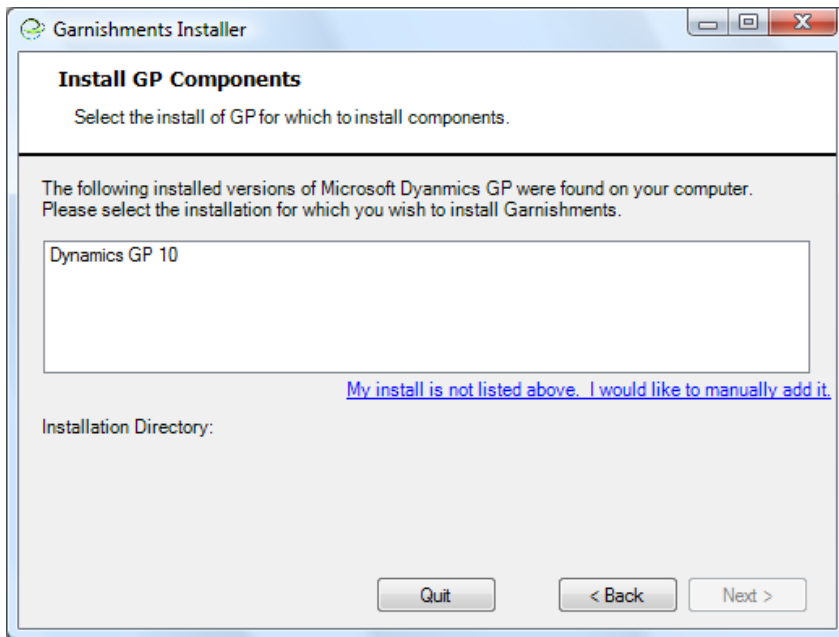 Garnishments Installer
Install GP Components
Select the install of GP for which to install components.
The following installed versions of Microsoft Dyanmics GP were found on your computer.
Please select the installation for which you wish to install Garnishments.
Dynamics GP 10
My install is not listed above.  I would like to manually add it.
Installation Directory:
Quit
< Back
Next >